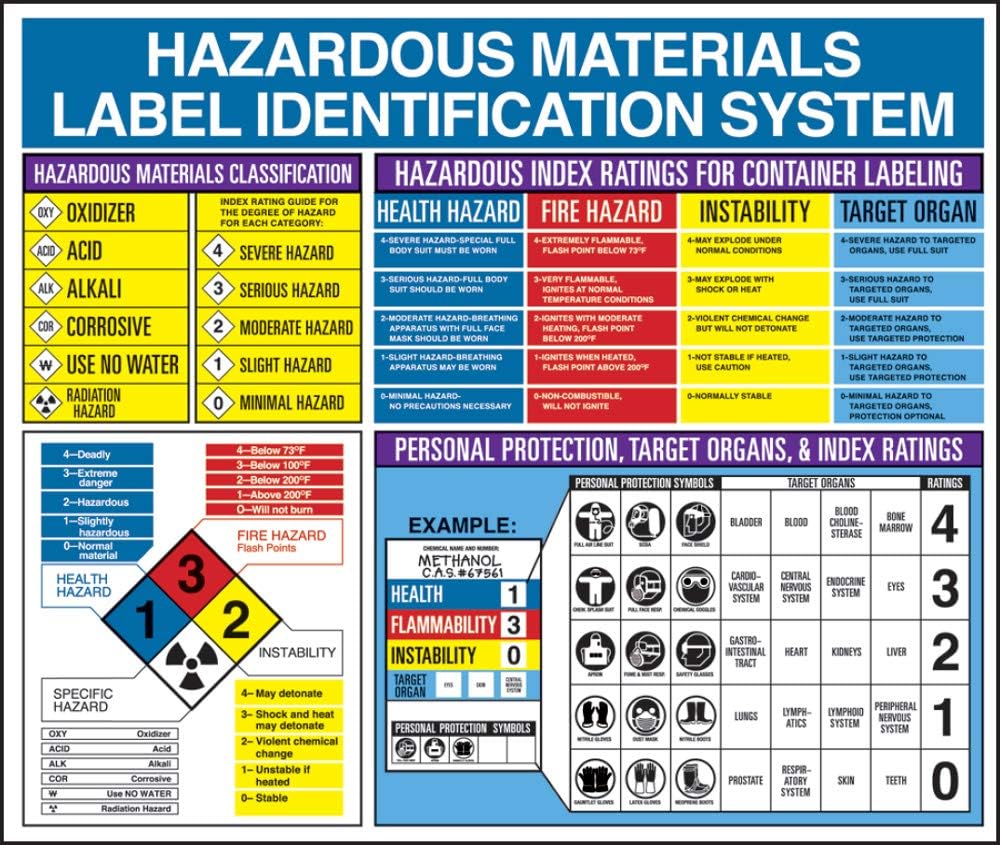 HAZARDOUS MATERIALS
LABEL IDENTIFICATION SYSTEM
HAZARDOUS MATERIALS CLASSIFICATION
OXY OXIDIZER
ACID ACID
ALK ALKALI
COR CORROSIVE
W USE NO WATER
RADIATION
HAZARD
INDEX RATING GUIDE FOR
THE DEGREE OF HAZARD
FOR EACH CATEGORY:
4 SEVERE HAZARD
3 SERIOUS HAZARD
2 MODERATE HAZARD
1 SLIGHT HAZARD
0 MINIMAL HAZARD
HAZARDOUS INDEX RATINGS FOR CONTAINER LABELING
HEALTH HAZARD
4-SEVERE HAZARD-SPECIAL FULL
BODY SUIT MUST BE WORN
3-SERIOUS HAZARD-FULL BODY
SUIT SHOULD BE WORN
2-MODERATE HAZARD-BREATHING
APPARATUS WITH FULL FACE
MASK SHOULD BE WORN
1-SLIGHT HAZARD-BREATHING
APPARATUS MAY BE WORN
0-MINIMAL HAZARD-
NO PRECAUTIONS NECESSARY
FIRE HAZARD
4-EXTREMELY FLAMMABLE,
FLASH POINT BELOW 73ºF
3-VERY FLAMMABLE,
IGNITES AT NORMAL
TEMPERATURE CONDITIONS
2-IGNITES WITH MODERATE
HEATING, FLASH POINT
BELOW 200ºF
1-IGNITES WHEN HEATED,
FLASH POINT ABOVE 200ºF
0-NON-COMBUSTIBLE,
WILL NOT IGNITE
INSTABILITY
4-MAY EXPLODE UNDER
NORMAL CONDITIONS
3-MAY EXPLODE WITH
SHOCK OR HEAT
2-VIOLENT CHEMICAL CHANGE
BUT WILL NOT DETONATE
1-NOT STABLE IF HEATED,
USE CAUTION
0-NORMALLY STABLE
TARGET ORGAN
4-SEVERE HAZARD TO TARGETED
ORGANS, USE FULL SUIT
3-SERIOUS HAZARD TO
TARGETED ORGANS,
USE FULL SUIT
2-MODERATE HAZARD TO
TARGETED ORGANS,
USE TARGETED PROTECTION
1-SLIGHT HAZARD TO
TARGETED ORGANS,
USE TARGETED PROTECTION
0-MINIMAL HAZARD TO
TARGETED ORGANS,
PROTECTION OPTIONAL
4–Deadly
3–Extreme
danger
2–Hazardous
1–Slightly
hazardous
0–Normal
material
4–Below 73ºF
3–Below 100ºF
2–Below 200ºF
1–Above 200ºF
O–Will not burn
FIRE HAZARD
Flash Points
HEALTH
HAZARD
3
1
2
INSTABILITY
SPECIFIC
HAZARD
OXY Oxidizer
ACID Acid
ALK Alkali
COR Corrosive
W Use NO WATER
Radiation Hazard
4– May detonate
3– Shock and heat
may detonate
2– Violent chemical
change
1– Unstable if
heated
0– Stable
PERSONAL PROTECTION, TARGET ORGANS, & INDEX RATINGS
EXAMPLE:
CHEMICAL NAME AND NUMBER:
METHANOL
C.A.S. #67561
HEALTH 1
FLAMMABILITY 3
INSTABILITY 0
TARGET
ORGAN
EYES
SKIN
CENTRAL
NERVOUS
SYSTEM
PERSONAL PROTECTION SYMBOLS
PERSONAL PROTECTION SYMBOLS
TARGET ORGANS
RATINGS
FULL AIR LINE SUIT
SCBA
FACE SHIELD
BLADDER
BLOOD
BLOOD
CHOLINE-
STERASE
BONE
MARROW
4
CHEM. SPLASH SUIT
FULL FACE RESP.
CHEMICAL GOGGLES
CARDIO-
VASCULAR
SYSTEM
CENTRAL
NERVOUS
SYSTEM
ENDOCRINE
SYSTEM
EYES
3
APRON
FUME & MIST RESP.
SAFETY GLASSES
GASTRO-
INTESTINAL
TRACT
HEART
KIDNEYS
LIVER
2
NITRILE GLOVES
DUST MASK
NITRILE BOOTS
LUNGS
LYMPH-
ATICS
LYMPHOID
SYSTEM
PERIPHERAL
NERVOUS
SYSTEM
1
GAUNTLET GLOVES
LATEX GLOVES
NEOPRENE BOOTS
PROSTATE
RESPIR-
ATORY
SYSTEM
SKIN
TEETH
0